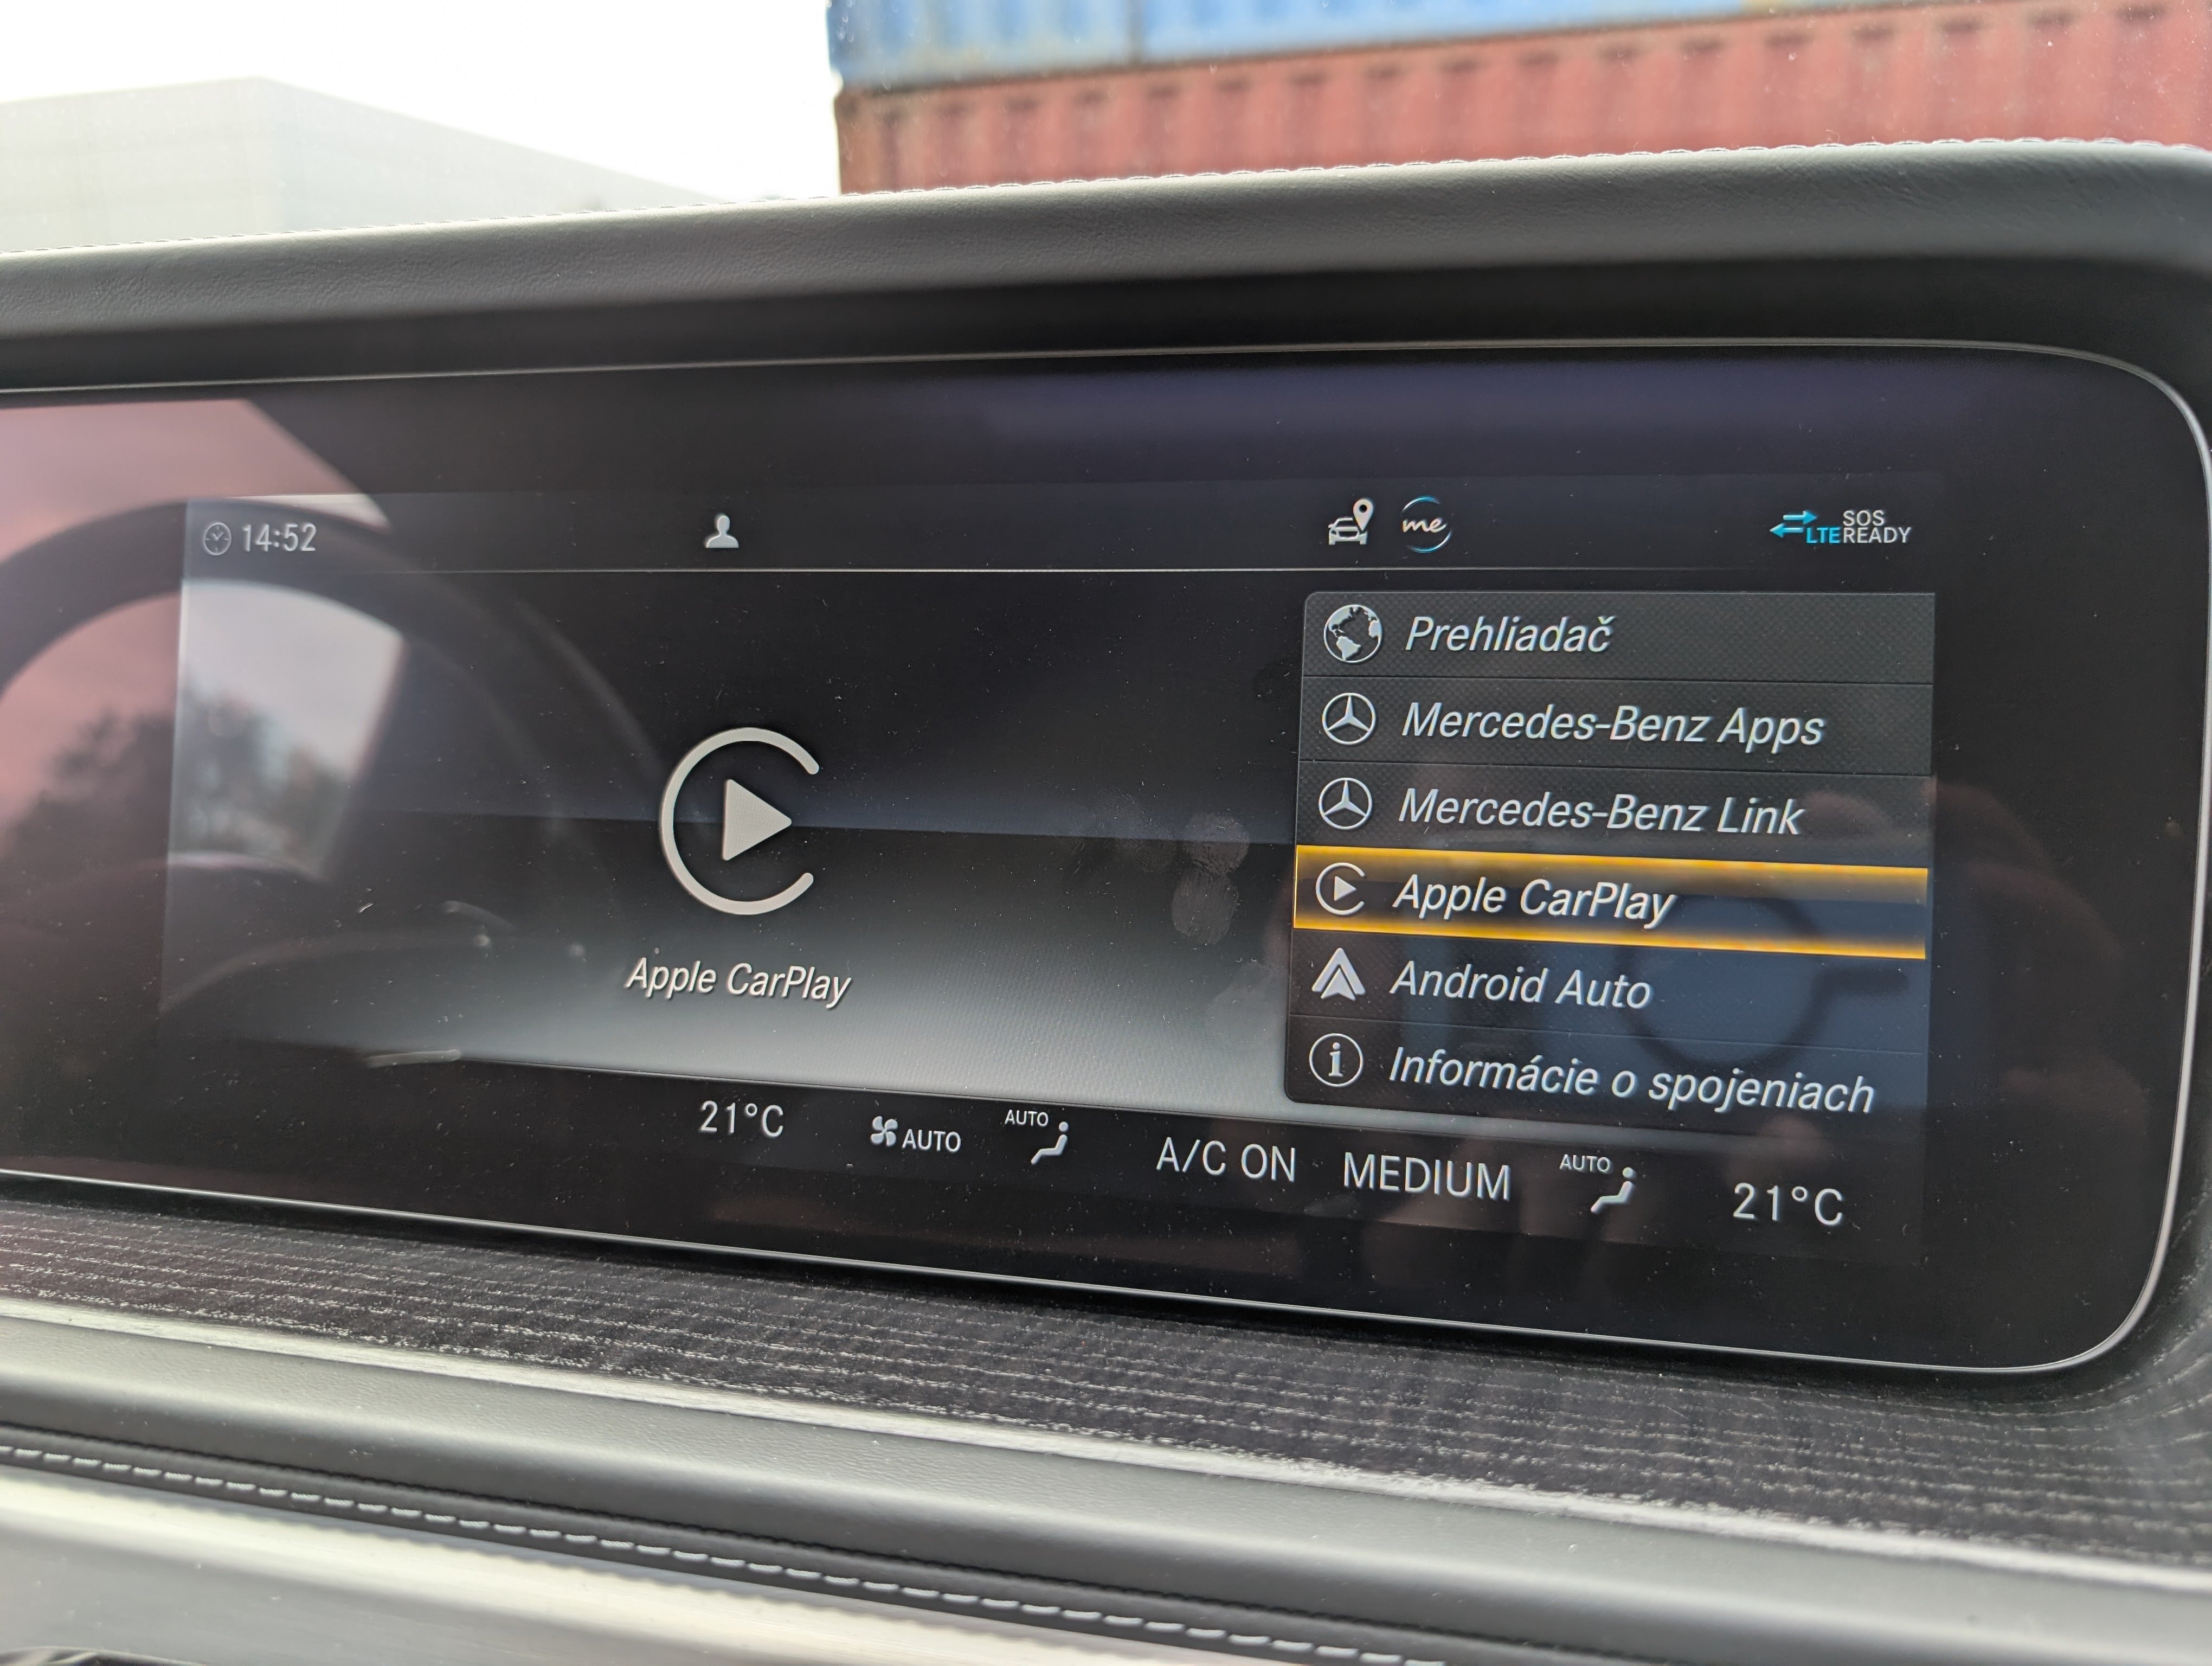 14:52
me
LTE
SOS
READY
Prehliadač
Mercedes-Benz Apps
Mercedes-Benz Link
Apple CarPlay
Android Auto
Informácie o spojeniach
Apple CarPlay
21°C
AUTO
AUTO
A/C ON
MEDIUM
AUTO
21°C